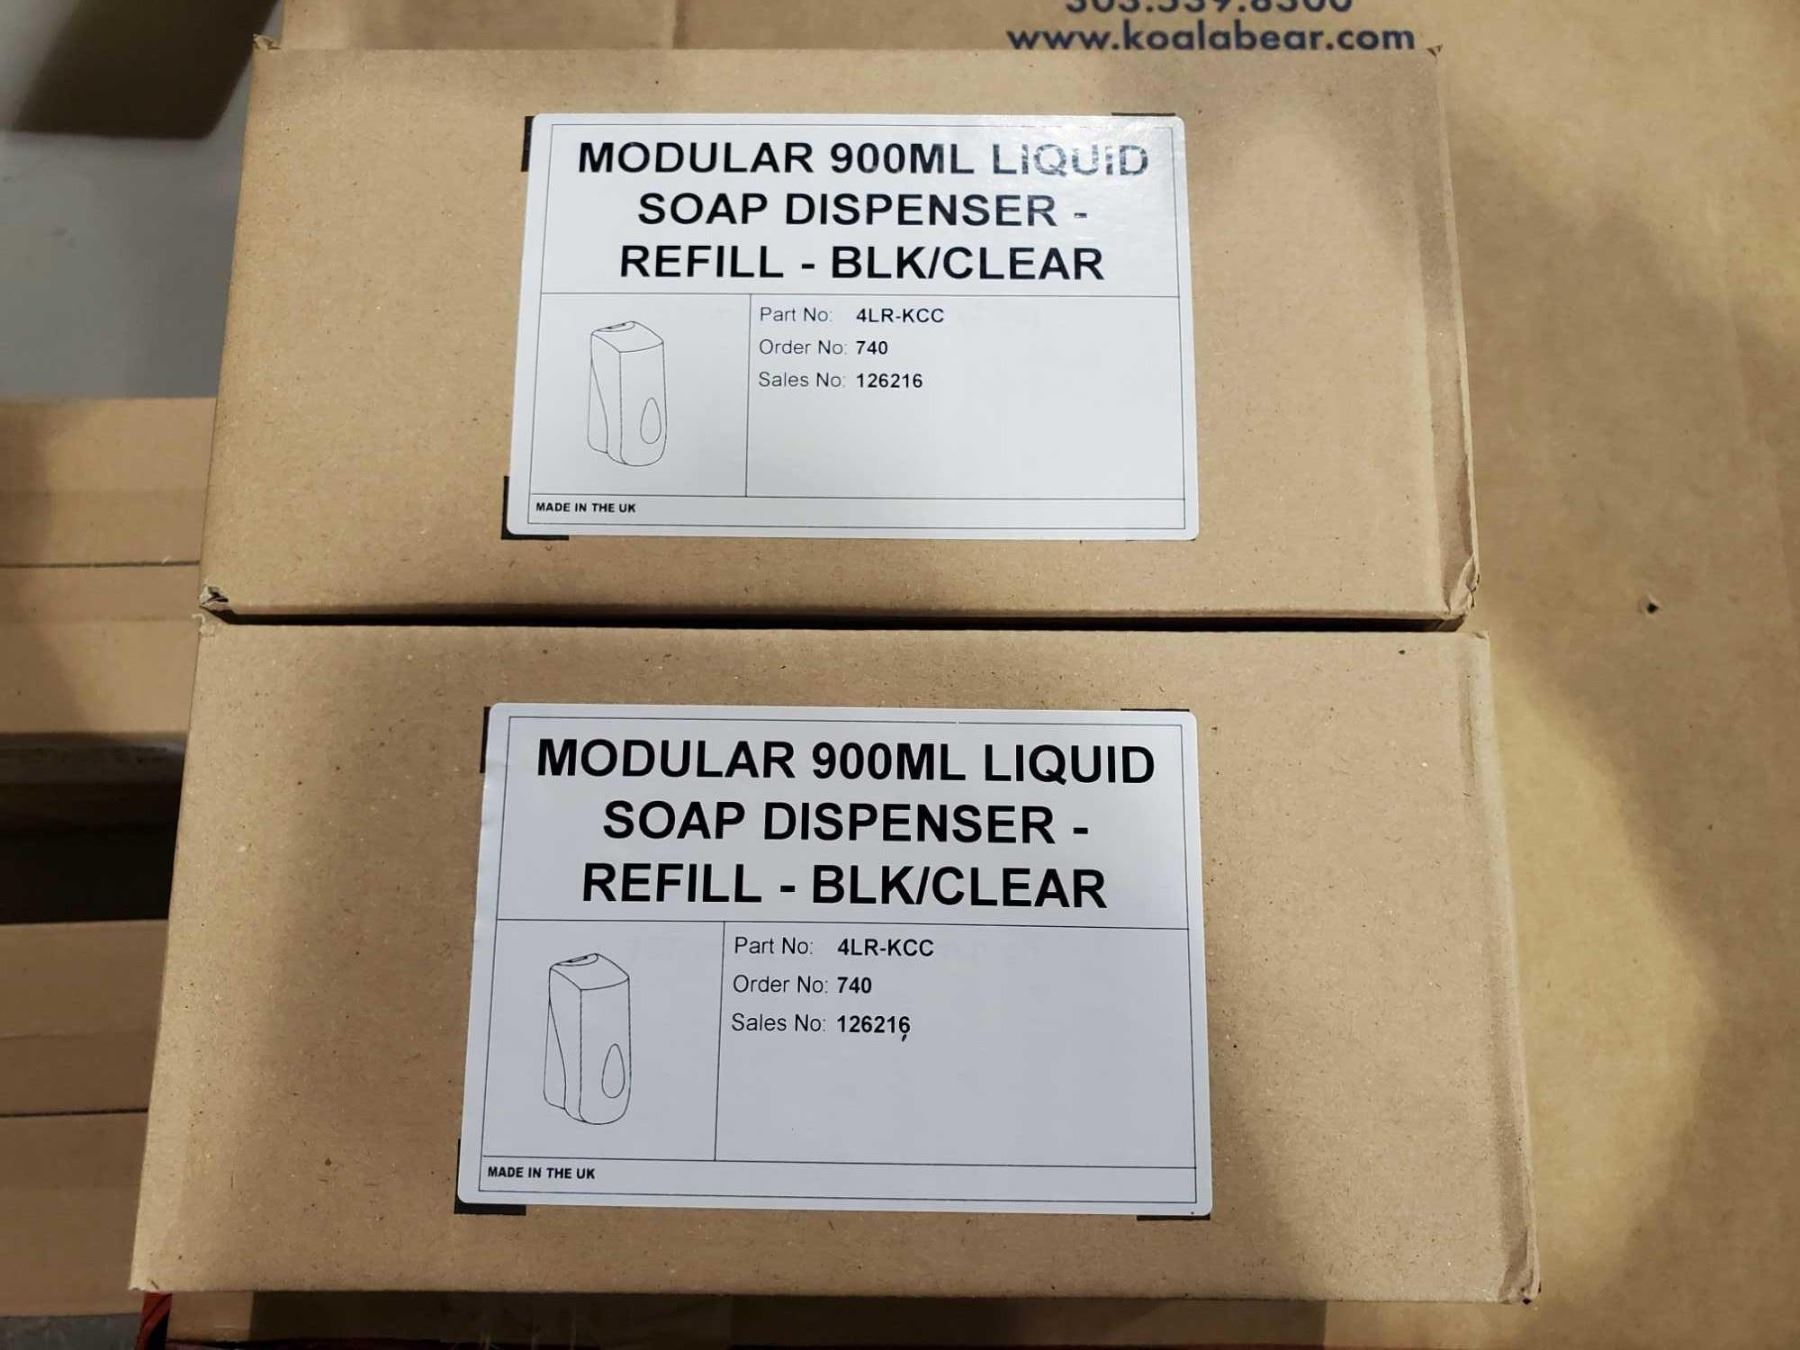 www.koalabear.com
MODULAR 900ML LIQUID
SOAP DISPENSER -
REFILL - BLK/CLEAR
Part No: 4LR-KCC
Order No: 740
Sales No: 126216
MADE IN THE UK
MODULAR 900ML LIQUID
SOAP DISPENSER -
REFILL - BLK/CLEAR
Part No: 4LR-KCC
Order No: 740
Sales No: 126216
MADE IN THE UK